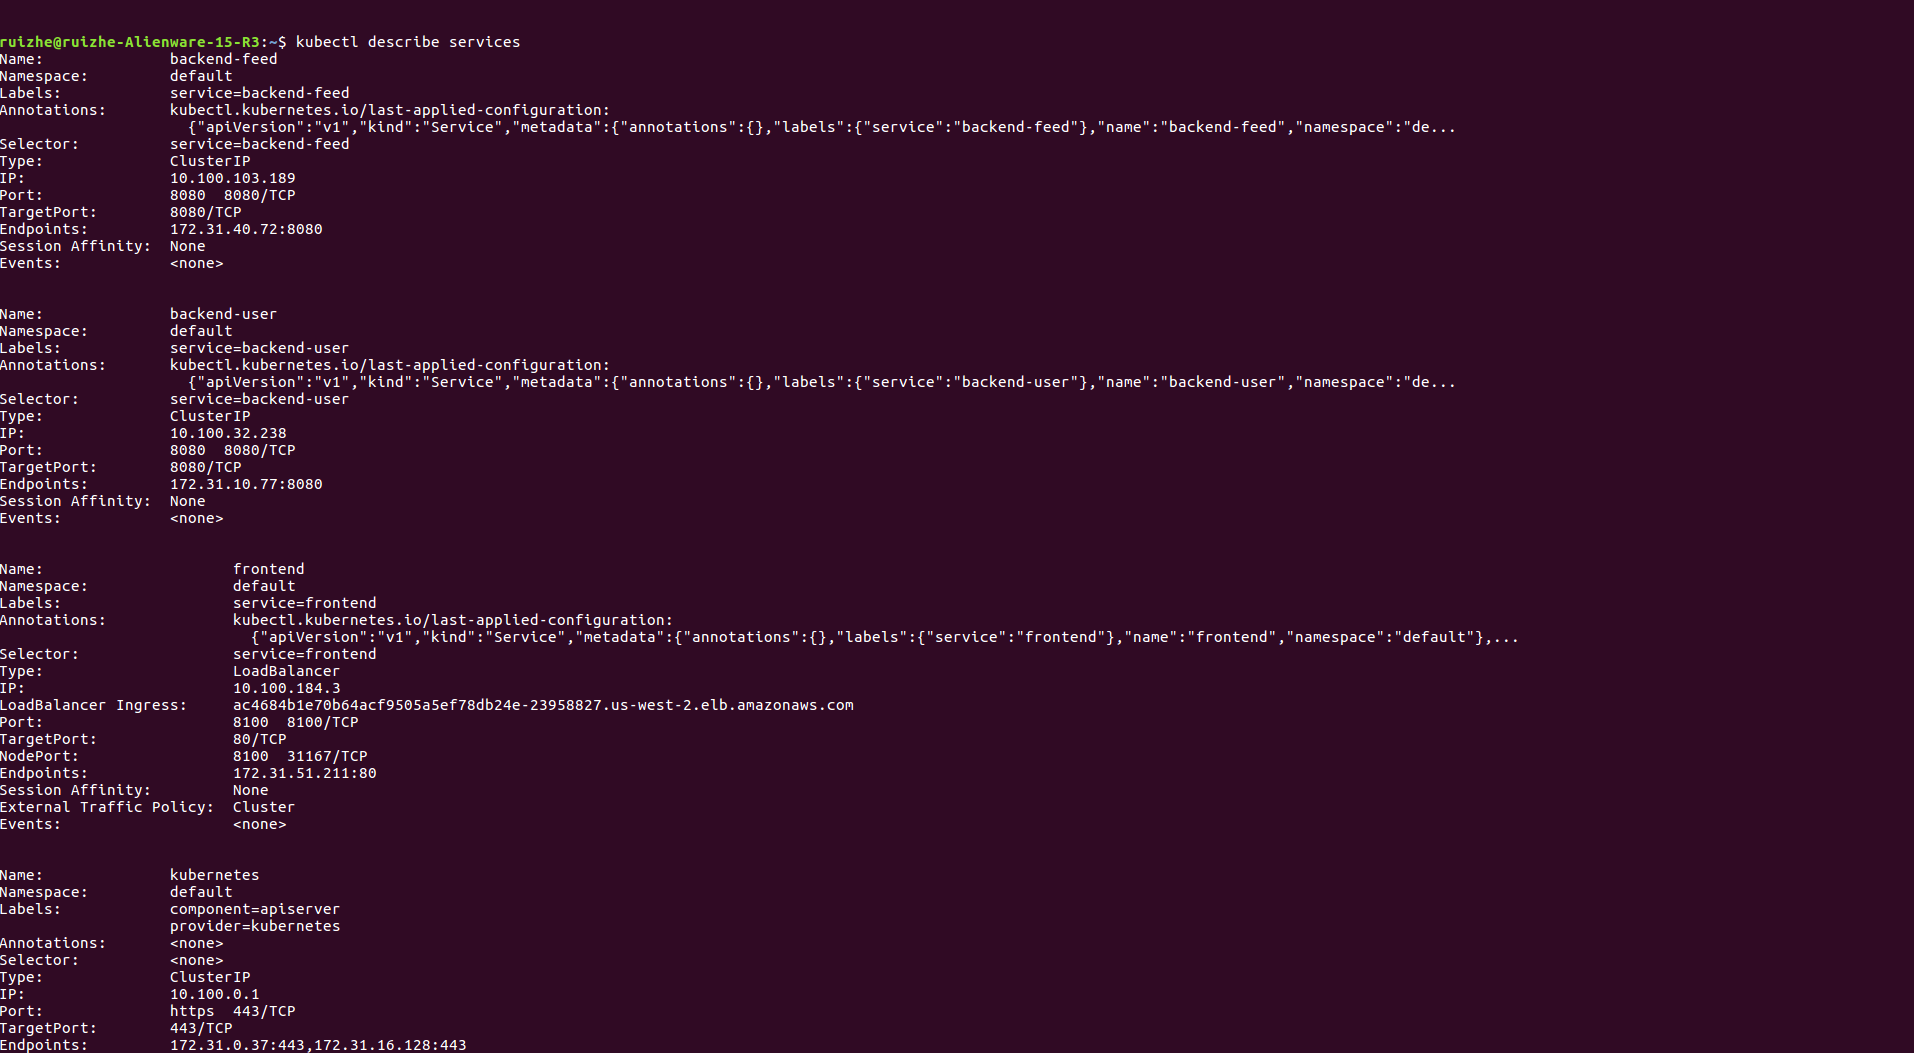 ruizhe@ruizhe-Alienware-15-R3:~$ kubectl describe services
Name:              backend-feed
Namespace:         default
Labels:            service=backend-feed
Annotations:       kubectl.kubernetes.io/last-applied-configuration:
                     {"apiVersion":"v1","kind":"Service","metadata":{"annotations":{},"labels":{"service":"backend-feed"},"name":"backend-feed","namespace":"de...
Selector:          service=backend-feed
Type:              ClusterIP
IP:                10.100.103.189
Port:              8080  8080/TCP
TargetPort:        8080/TCP
Endpoints:         172.31.40.72:8080
Session Affinity:  None
Events:            <none>

Name:              backend-user
Namespace:         default
Labels:            service=backend-user
Annotations:       kubectl.kubernetes.io/last-applied-configuration:
                     {"apiVersion":"v1","kind":"Service","metadata":{"annotations":{},"labels":{"service":"backend-user"},"name":"backend-user","namespace":"de...
Selector:          service=backend-user
Type:              ClusterIP
IP:                10.100.32.238
Port:              8080  8080/TCP
TargetPort:        8080/TCP
Endpoints:         172.31.10.77:8080
Session Affinity:  None
Events:            <none>

Name:                     frontend
Namespace:                default
Labels:                   service=frontend
Annotations:              kubectl.kubernetes.io/last-applied-configuration:
                            {"apiVersion":"v1","kind":"Service","metadata":{"annotations":{},"labels":{"service":"frontend"},"name":"frontend","namespace":"default"},...
Selector:                 service=frontend
Type:                     LoadBalancer
IP:                       10.100.184.3
LoadBalancer Ingress:     ac4684b1e70b64acf9505a5ef78db24e-23958827.us-west-2.elb.amazonaws.com
Port:                     8100  8100/TCP
TargetPort:               80/TCP
NodePort:                 8100  31167/TCP
Endpoints:                172.31.51.211:80
Session Affinity:         None
External Traffic Policy:  Cluster
Events:                   <none>

Name:              kubernetes
Namespace:         default
Labels:            component=apiserver
                   provider=kubernetes
Annotations:       <none>
Selector:          <none>
Type:              ClusterIP
IP:                10.100.0.1
Port:              https  443/TCP
TargetPort:        443/TCP
Endpoints:         172.31.0.37:443,172.31.16.128:443